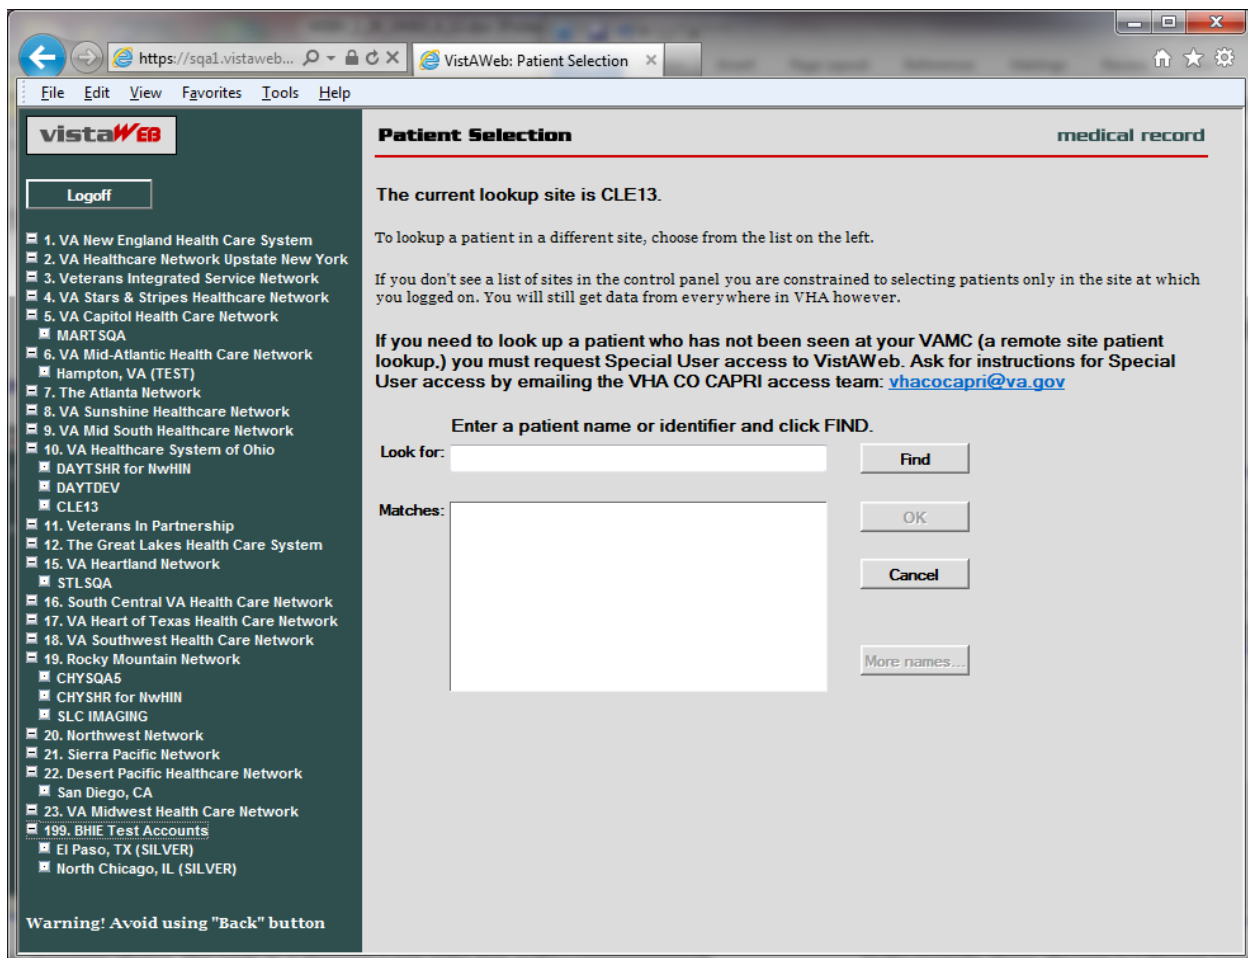 https://sqa1.vistaweb...
VistAWeb: Patient Selection
File Edit View Favorites Tools Help
vistaWEB
Patient Selection
medical record
Logoff
The current lookup site is CLE13.
To lookup a patient in a different site, choose from the list on the left.
If you don't see a list of sites in the control panel you are constrained to selecting patients only in the site at which
you logged on. You will still get data from everywhere in VHA however.
If you need to look up a patient who has not been seen at your VAMC (a remote site patient
lookup,) you must request Special User access to VistAWeb. Ask for instructions for Special
User access by emailing the VHA CO CAPRI access team: vhacocapri@va.gov
Enter a patient name or identifier and click FIND.
Look for:
Find
Matches:
OK
Cancel
More names...
1. VA New England Health Care System
2. VA Healthcare Network Upstate New York
3. Veterans Integrated Service Network
4. VA Stars & Stripes Healthcare Network
5. VA Capitol Health Care Network
MARTSQA
6. VA Mid-Atlantic Health Care Network
Hampton, VA (TEST)
7. The Atlanta Network
8. VA Sunshine Healthcare Network
9. VA Mid South Healthcare Network
10. VA Healthcare System of Ohio
DAYTSHR for NwHIN
DAYTDEV
CLE13
11. Veterans In Partnership
12. The Great Lakes Health Care System
15. VA Heartland Network
STLSQA
16. South Central VA Health Care Network
17. VA Heart of Texas Health Care Network
18. VA Southwest Health Care Network
19. Rocky Mountain Network
CHYSQA5
CHYSHR for NwHIN
SLC IMAGING
20. Northwest Network
21. Sierra Pacific Network
22. Desert Pacific Healthcare Network
San Diego, CA
23. VA Midwest Health Care Network
199. BHIE Test Accounts
El Paso, TX (SILVER)
North Chicago, IL (SILVER)
Warning! Avoid using "Back" button